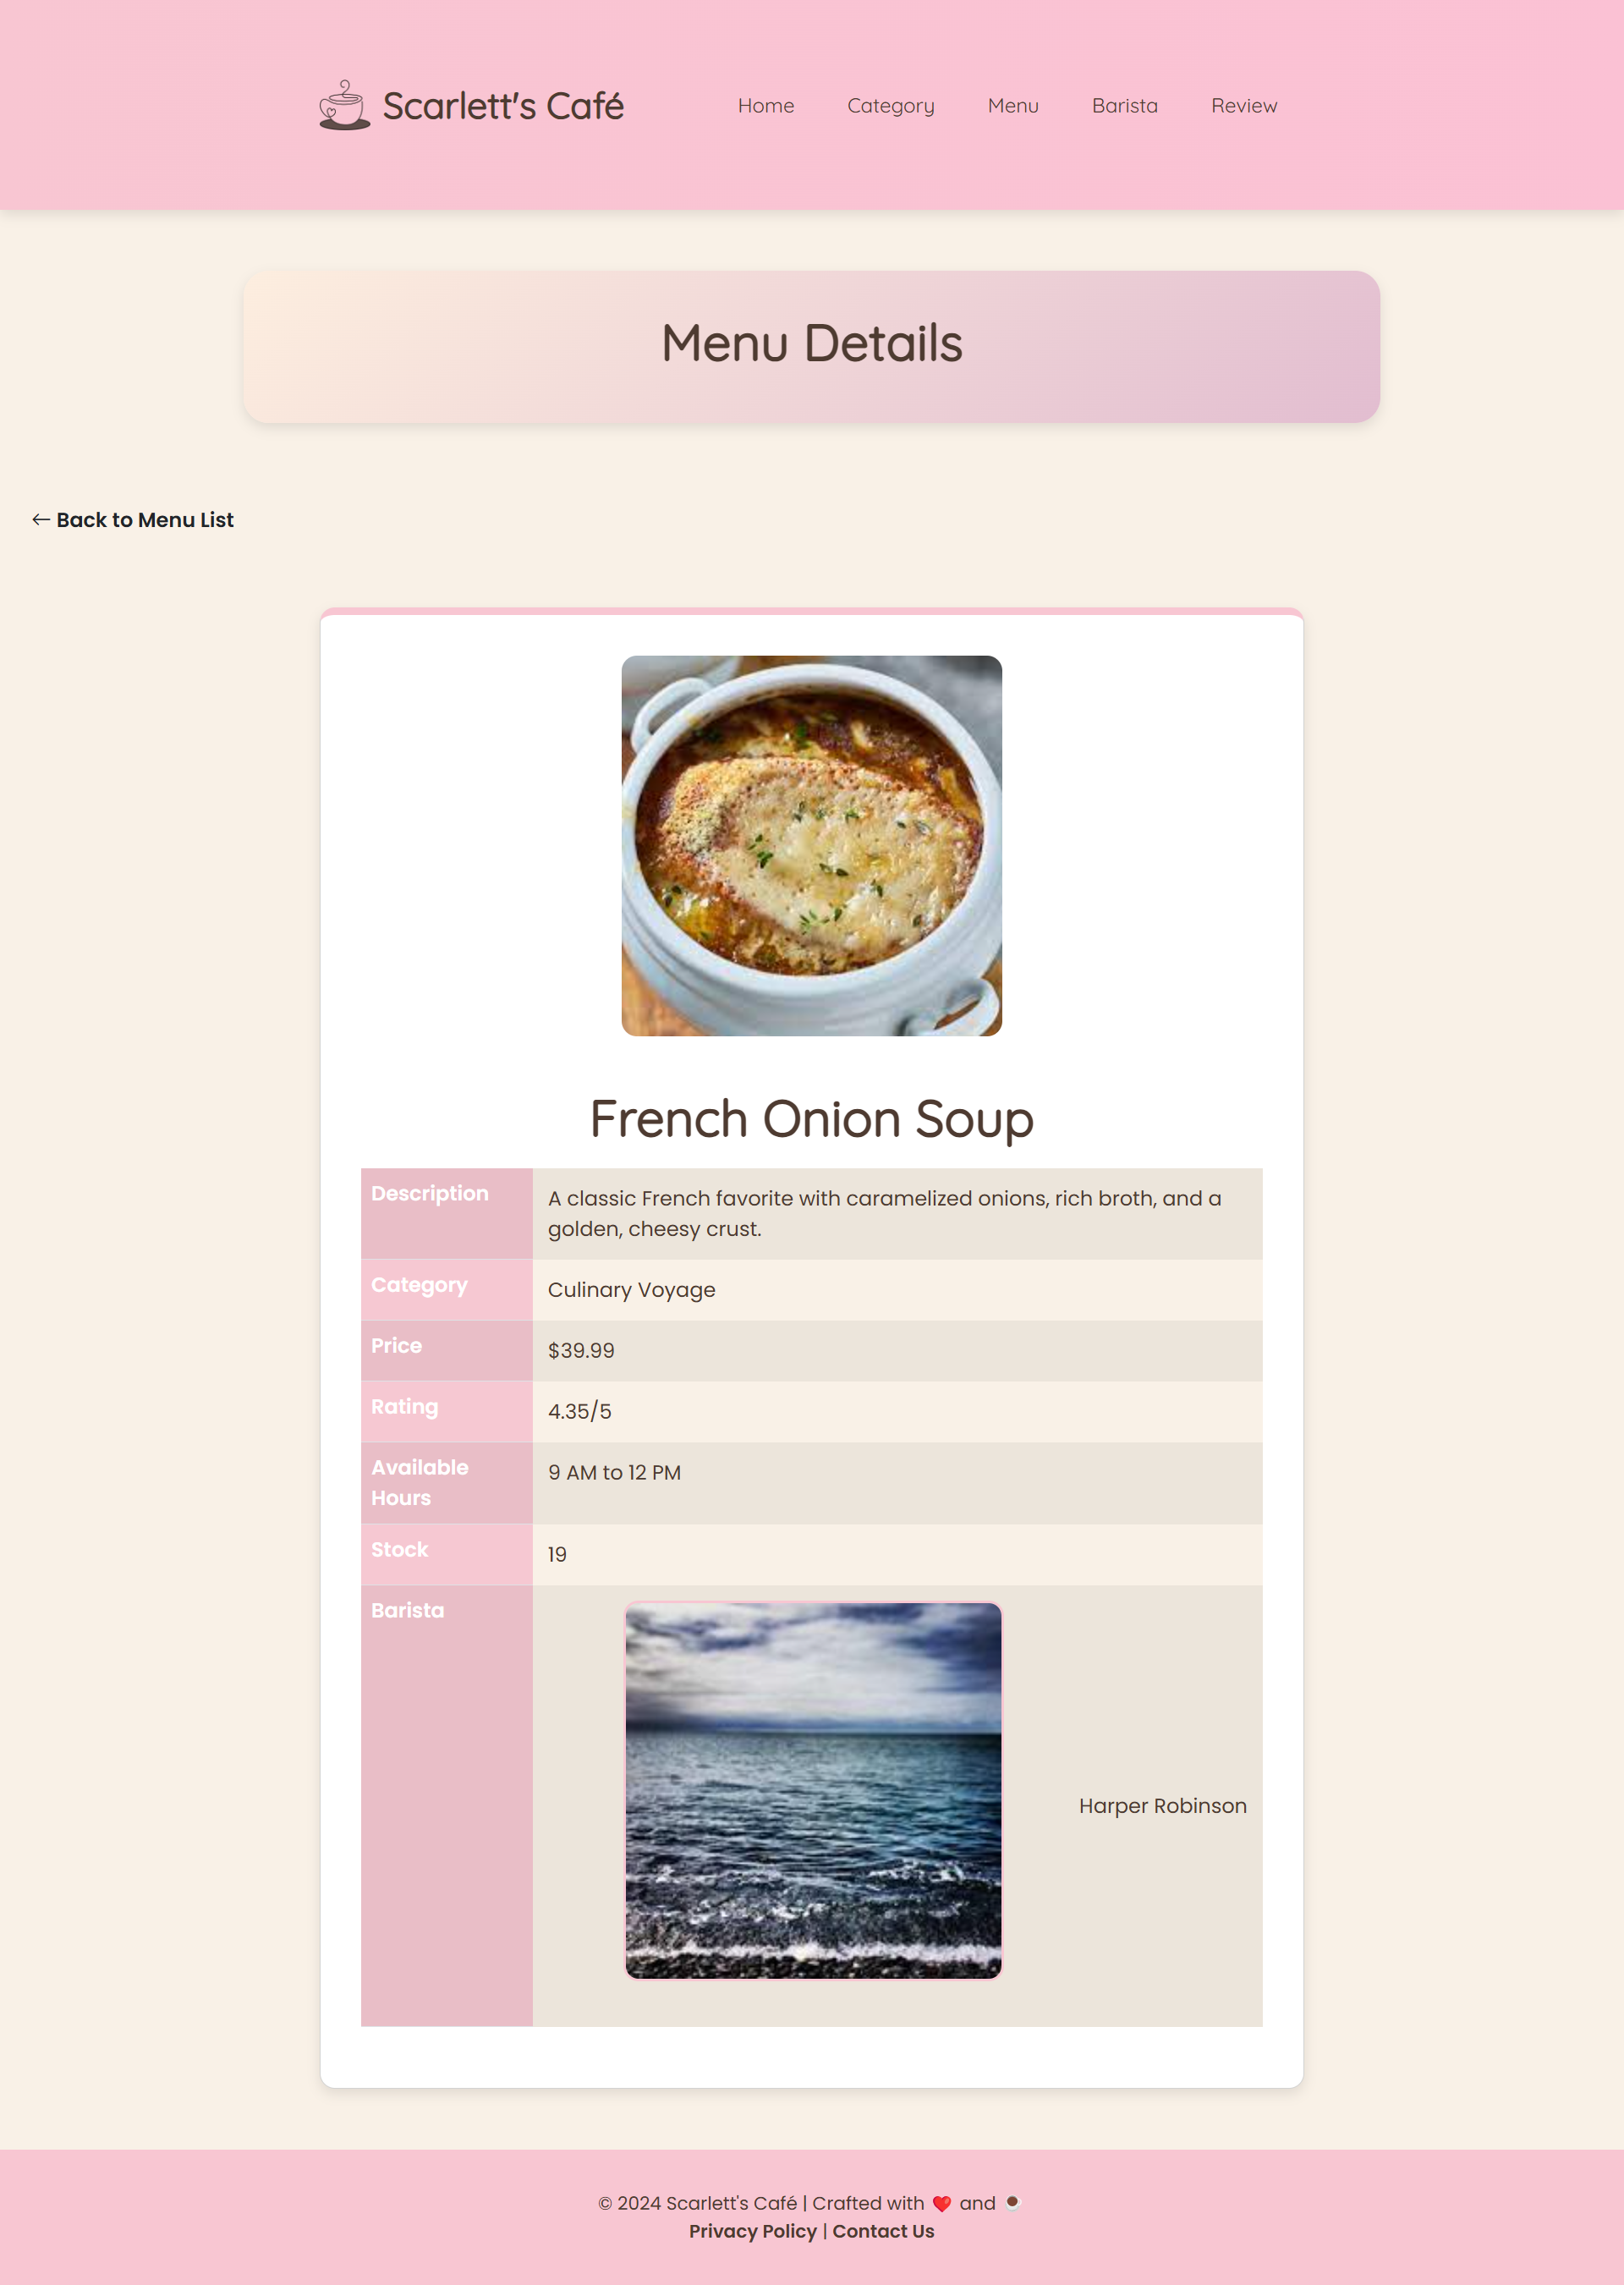 Scarlett's Café
Home Category Menu Barista Review
Menu Details
← Back to Menu List
French Onion Soup
Description
A classic French favorite with caramelized onions, rich broth, and a
golden, cheesy crust.
Category
Culinary Voyage
Price
$39.99
Rating
4.35/5
Available
Hours
9 AM to 12 PM
Stock
19
Barista
Harper Robinson
© 2024 Scarlett's Café | Crafted with ❤️ and ☕
Privacy Policy | Contact Us